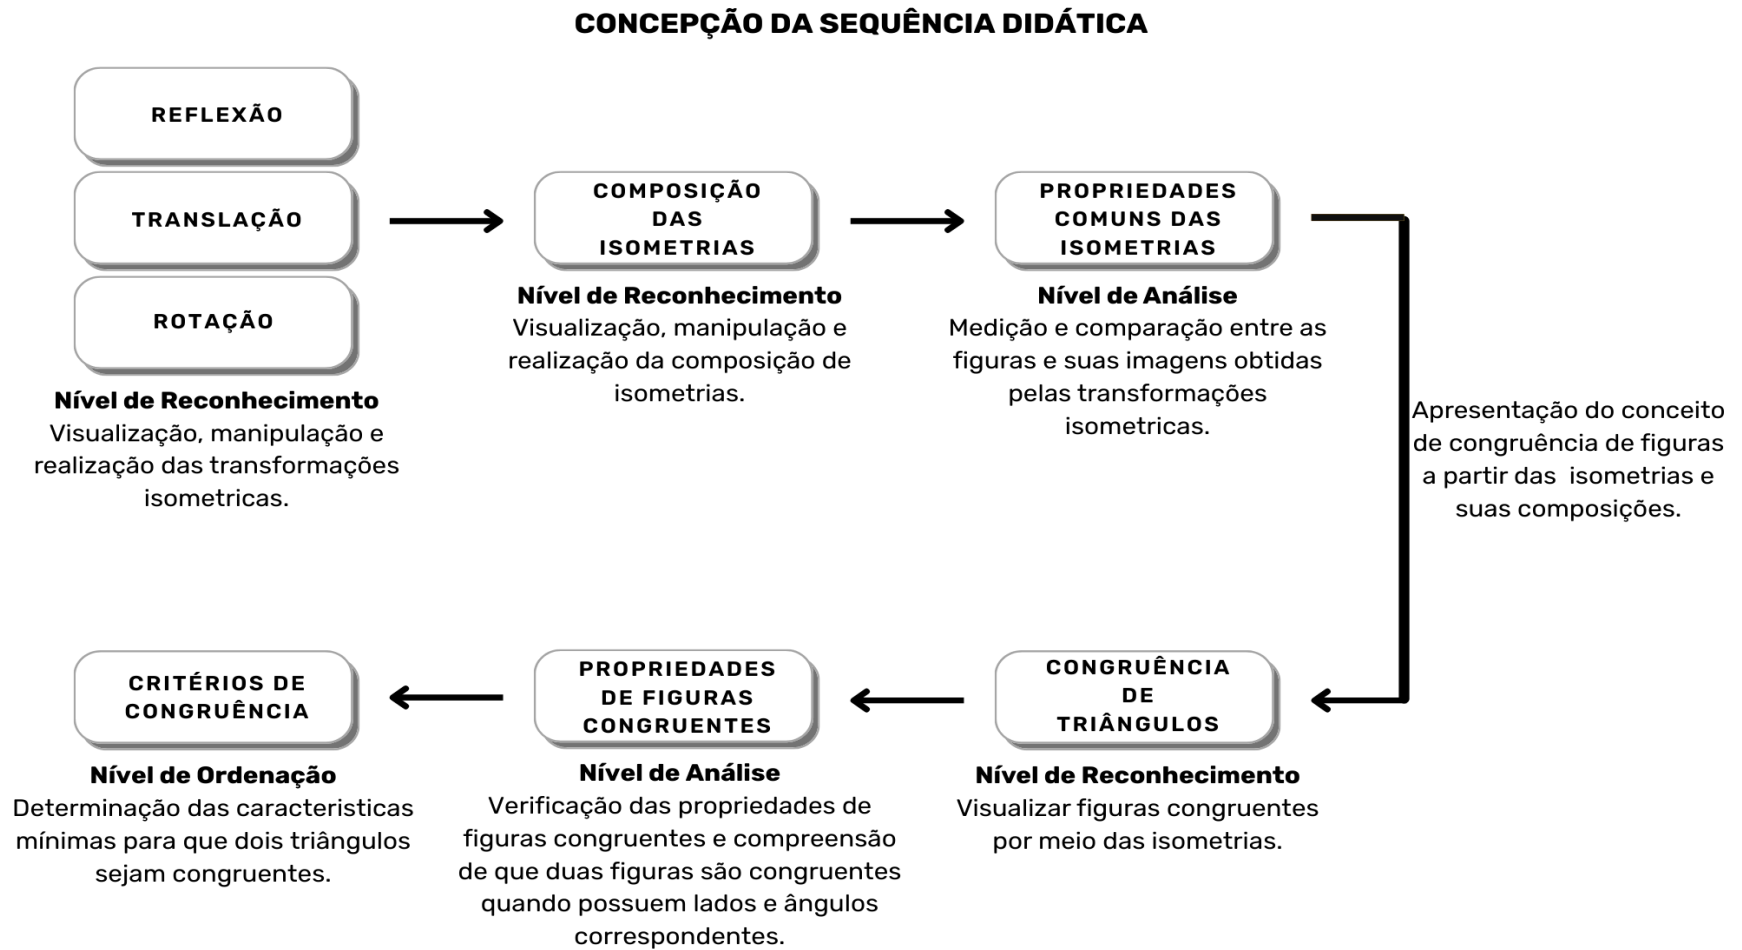 CONCEPÇÃO DA SEQUÊNCIA DIDÁTICA
REFLEXÃO
TRANSLAÇÃO
ROTAÇÃO
Nível de Reconhecimento
Visualização, manipulação e
realização das transformações
isometricas.
COMPOSIÇÃO
DAS
ISOMETRIAS
Nível de Reconhecimento
Visualização, manipulação e
realização da composição de
isometrias.
PROPRIEDADES
COMUNS DAS
ISOMETRIAS
Nível de Análise
Medição e comparação entre as
figuras e suas imagens obtidas
pelas transformações
isometricas.
Apresentação do conceito
de congruência de figuras
a partir das isometrias e
suas composições.
CONGRUÊNCIA
DE
TRIÂNGULOS
Nível de Reconhecimento
Visualizar figuras congruentes
por meio das isometrias.
PROPRIEDADES
DE FIGURAS
CONGRUENTES
Nível de Análise
Verificação das propriedades de
figuras congruentes e compreensão
de que duas figuras são congruentes
quando possuem lados e ângulos
correspondentes.
CRITÉRIOS DE
CONGRUÊNCIA
Nível de Ordenação
Determinação das caracteristicas
mínimas para que dois triângulos
sejam congruentes.